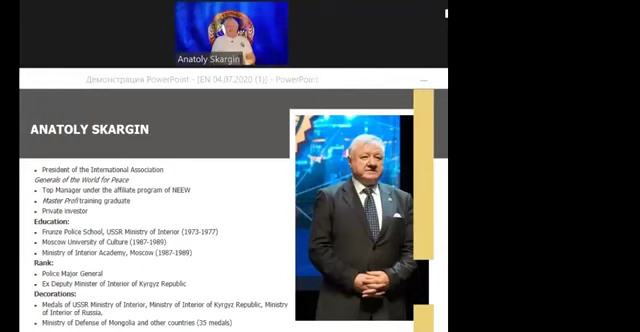 Anatoly Skargin
Демонстрация PowerPoint - [EN 04,07,2020 (1)] - PowerPoint
ANATOLY SKARGIN
• President of the International Association
Generals of the World for Peace
• Top Manager under the affiliate program of NEEW
• Master Profi training graduate
• Private investor
Education:
• Frunze Police School, USSR Ministry of Interior (1973-1977)
• Moscow University of Culture (1987-1989)
• Ministry of Interior Academy, Moscow (1987-1989)
Rank:
• Police Major General
• Ex Deputy Minister of Interior of Kyrgyz Republic
Decorations:
• Medals of USSR Ministry of Interior, Ministry of Interior of Kyrgyz Republic, Ministry
of Interior of Russia,
• Ministry of Defense of Mongolia and other countries (35 medals)